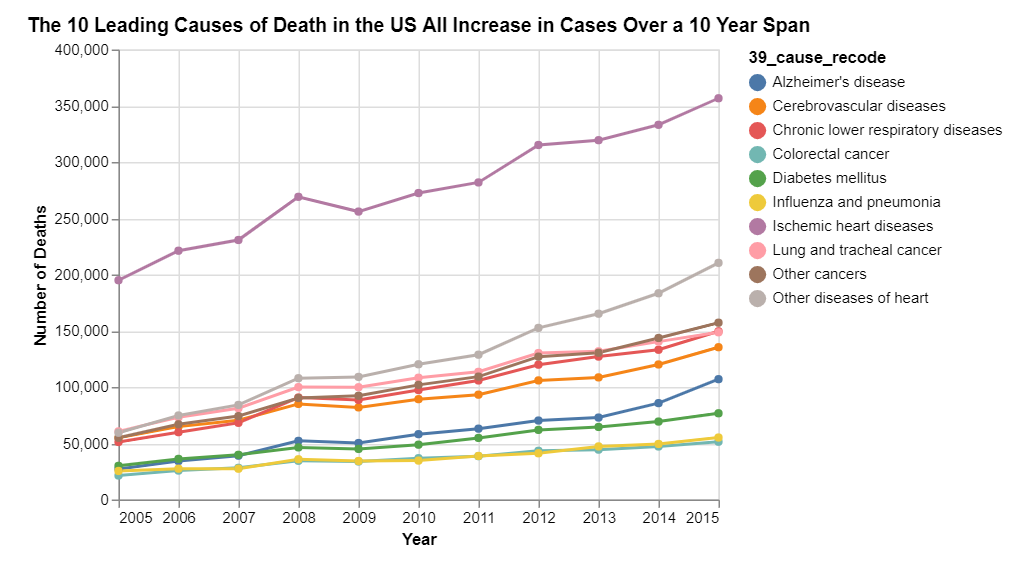 The 10 Leading Causes of Death in the US All Increase in Cases Over a 10 Year Span
400,000
350,000
300,000
250,000
200,000
150,000
100,000
50,000
0
Number of Deaths
2005 2006 2007 2008 2009 2010 2011 2012 2013 2014 2015
Year
39_cause_recode
Alzheimer's disease
Cerebrovascular diseases
Chronic lower respiratory diseases
Colorectal cancer
Diabetes mellitus
Influenza and pneumonia
Ischemic heart diseases
Lung and tracheal cancer
Other cancers
Other diseases of heart